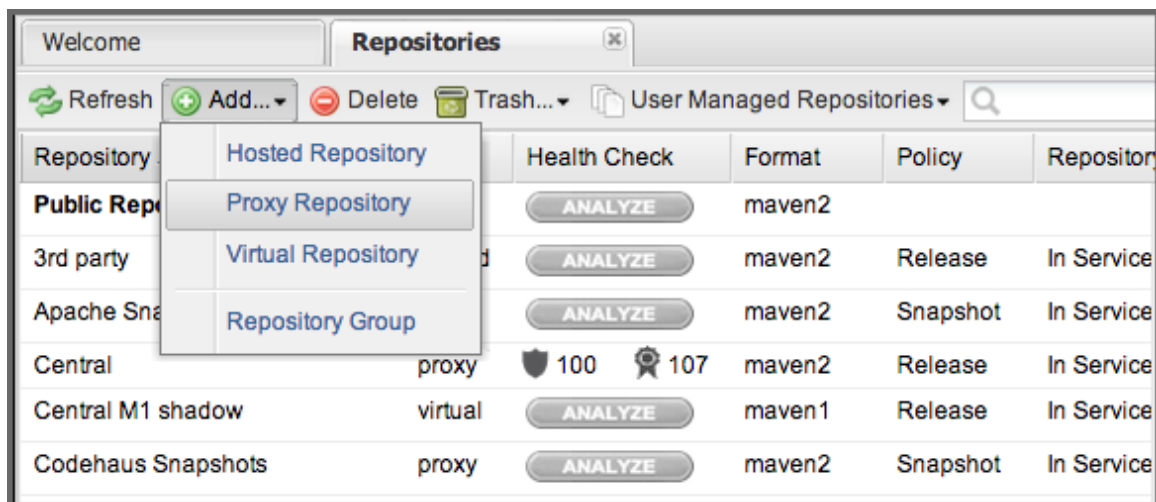 Welcome Repositories
Refresh Add... Delete Trash... User Managed Repositories
Repository Health Check Format Policy Repository
Hosted Repository
Proxy Repository
Virtual Repository
Repository Group
Public Rep ANALYZE maven2
3rd party d ANALYZE maven2 Release In Service
Apache Sna ANALYZE maven2 Snapshot In Service
Central proxy 100 107 maven2 Release In Service
Central M1 shadow virtual ANALYZE maven1 Release In Service
Codehaus Snapshots proxy ANALYZE maven2 Snapshot In Service